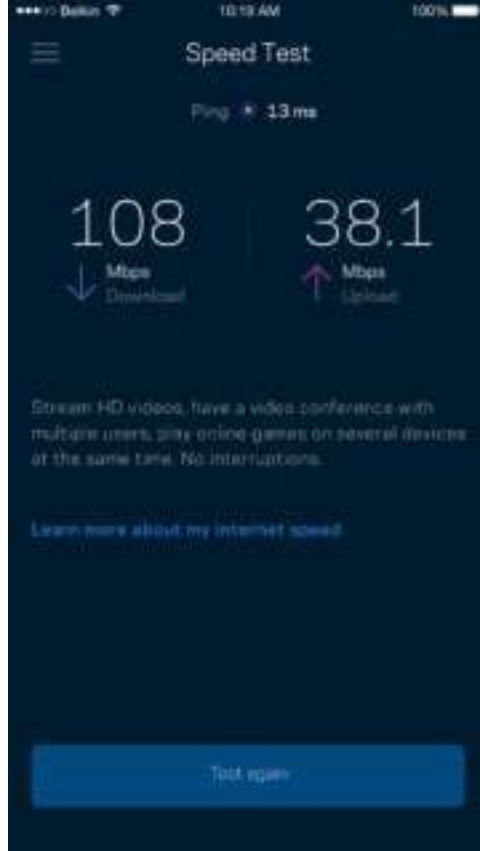 Belkin 10:19 AM 100%
Speed Test
Ping 13 ms
108 38.1
Mbps Mbps
Download Upload
Stream HD videos, have a video conference with
multiple users, play online games on several devices
at the same time. No interruptions.
Learn more about my internet speed
Test again